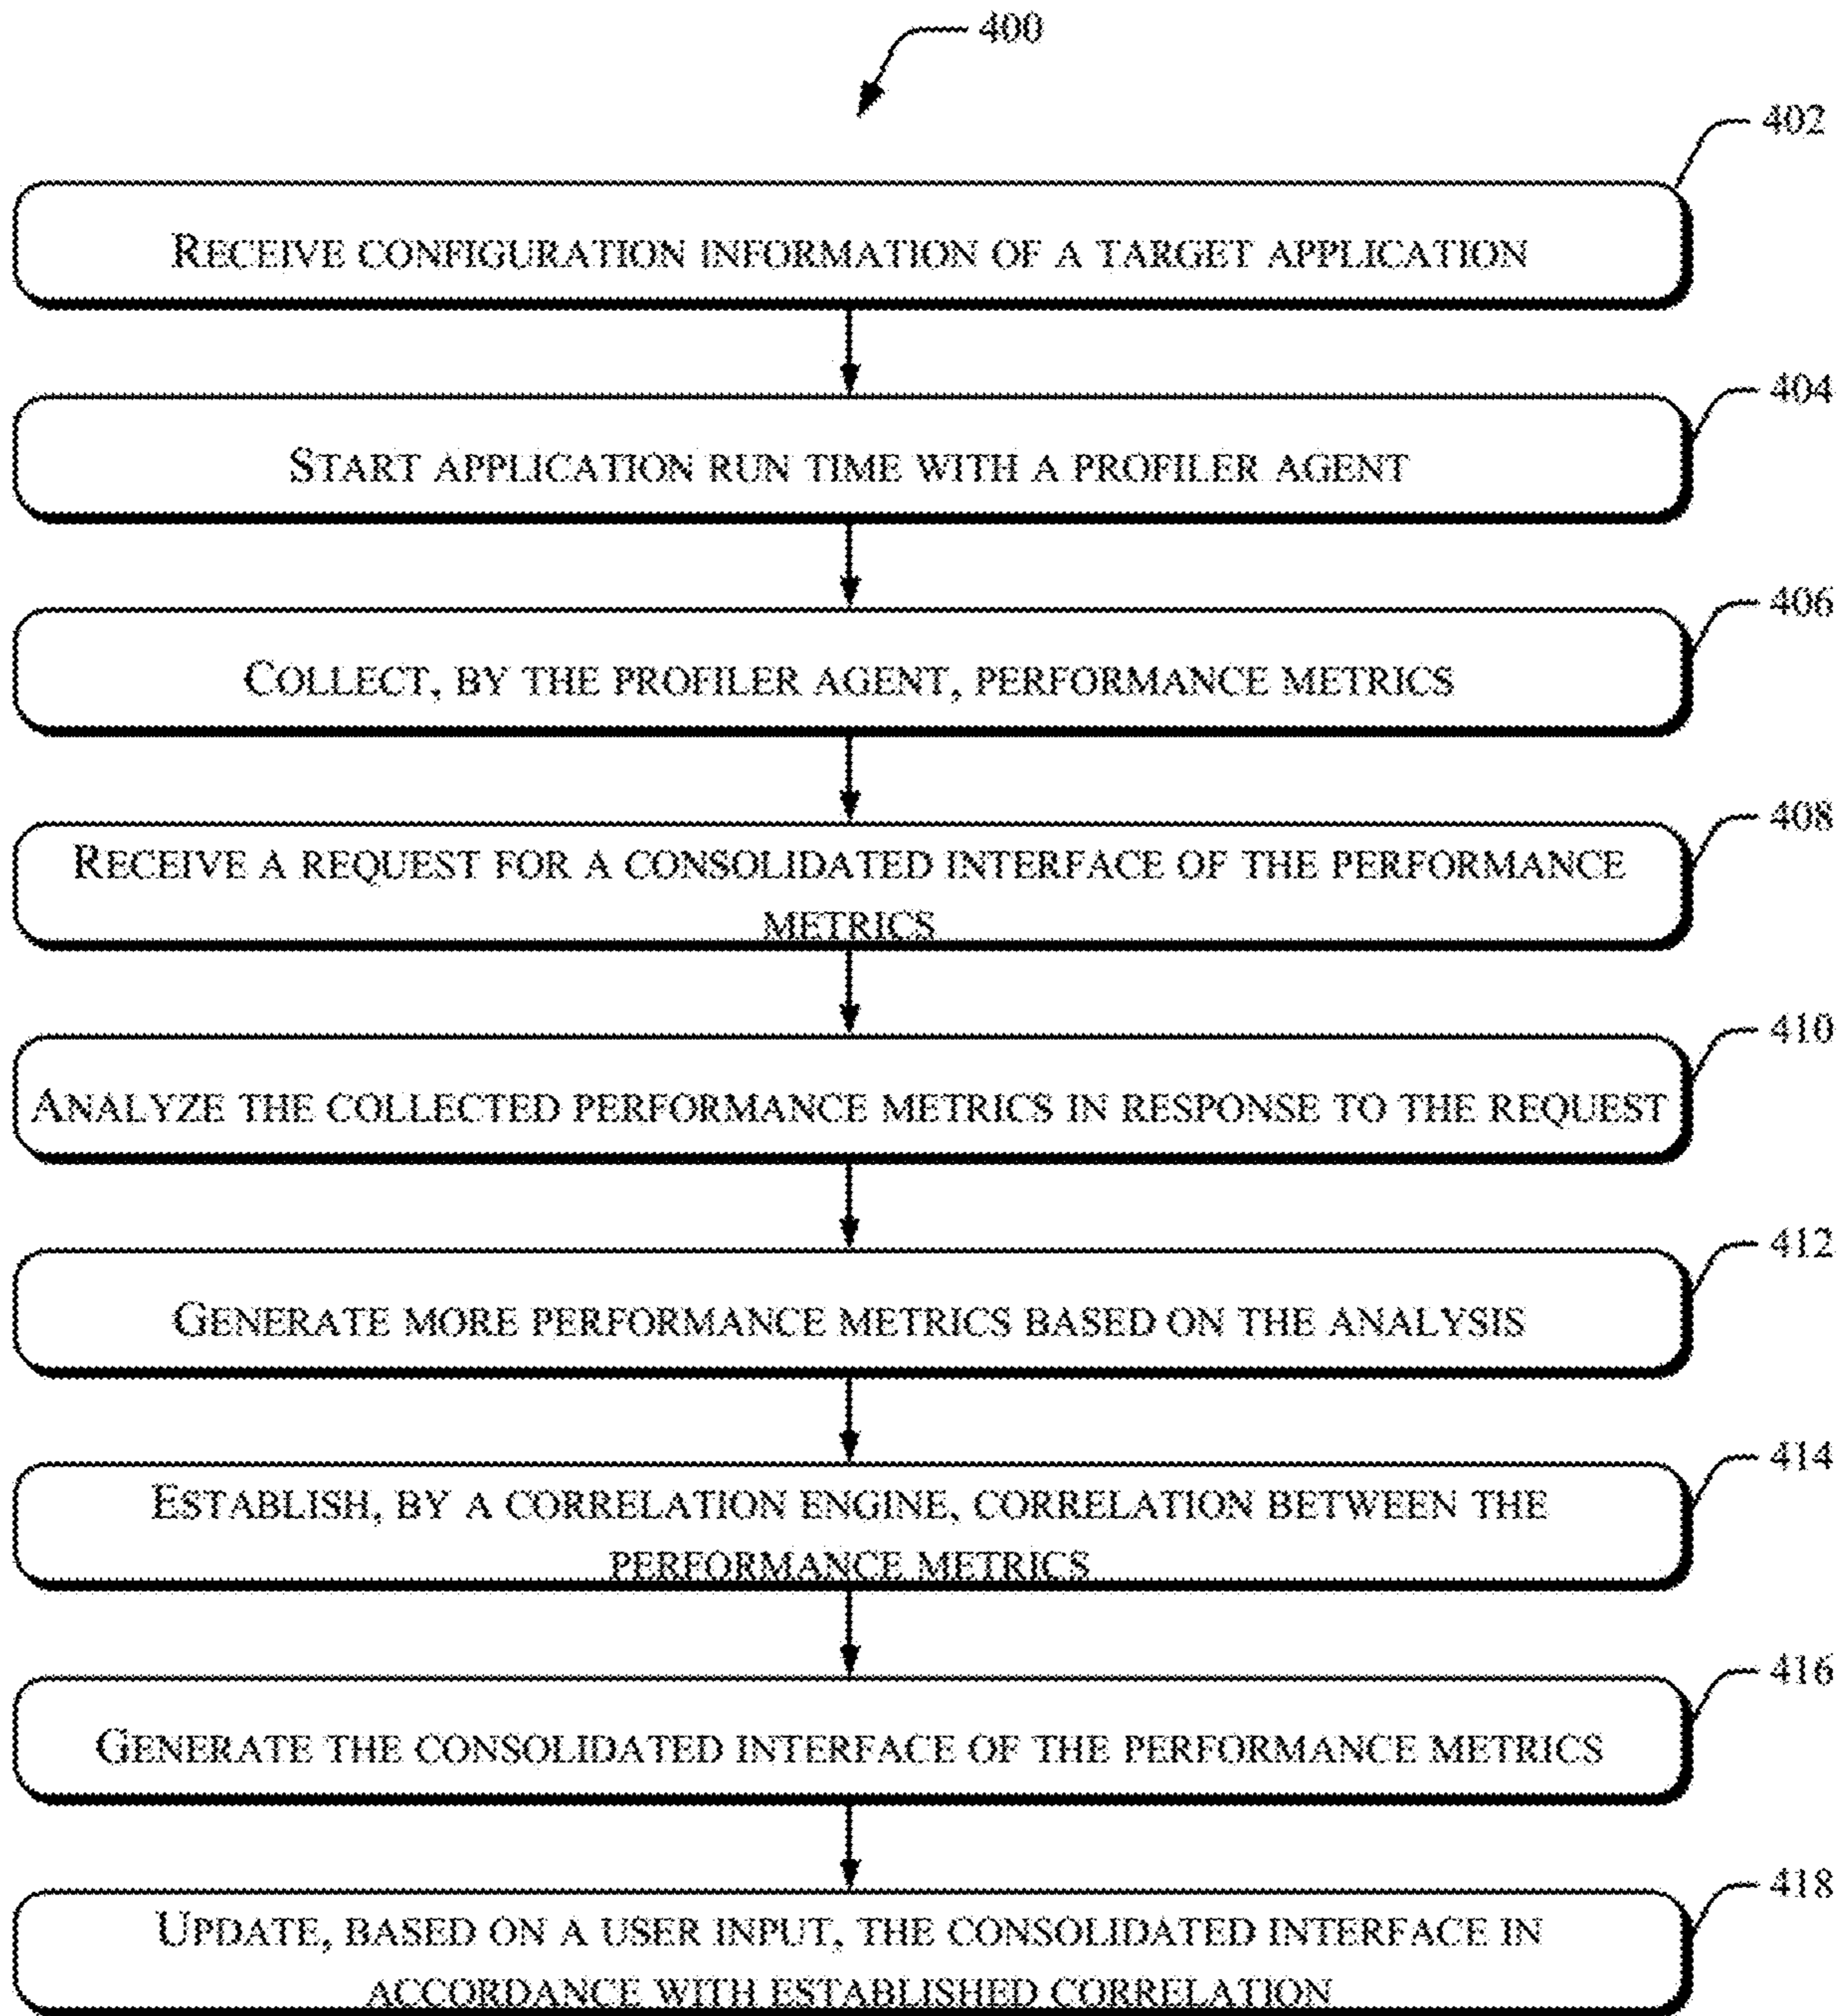 400
402
RECEIVE CONFIGURATION INFORMATION OF A TARGET APPLICATION
404
START APPLICATION RUN TIME WITH A PROFILER AGENT
406
COLLECT, BY THE PROFILER AGENT, PERFORMANCE METRICS
408
RECEIVE A REQUEST FOR A CONSOLIDATED INTERFACE OF THE PERFORMANCE
METRICS
410
ANALYZE THE COLLECTED PERFORMANCE METRICS IN RESPONSE TO THE REQUEST
412
GENERATE MORE PERFORMANCE METRICS BASED ON THE ANALYSIS
414
ESTABLISH, BY A CORRELATION ENGINE, CORRELATION BETWEEN THE
PERFORMANCE METRICS
416
GENERATE THE CONSOLIDATED INTERFACE OF THE PERFORMANCE METRICS
418
UPDATE, BASED ON A USER INPUT, THE CONSOLIDATED INTERFACE IN
ACCORDANCE WITH ESTABLISHED CORRELATION